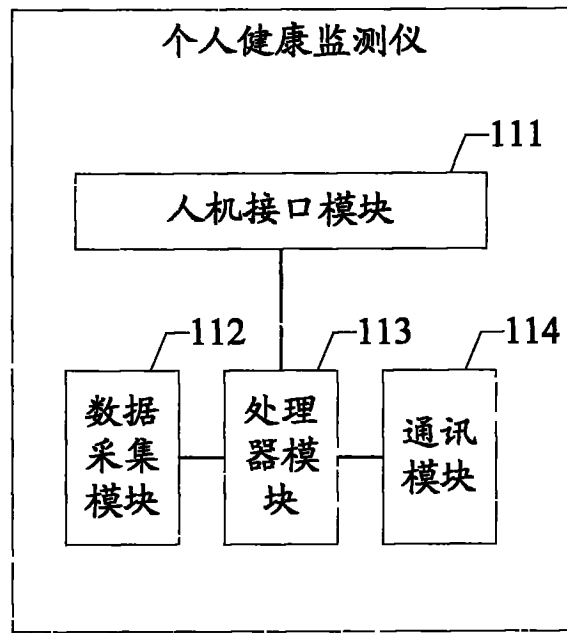 个人健康监测仪
111
人机接口模块
112
113
114
数据
采集
模块
处理
器模
块
通讯
模块